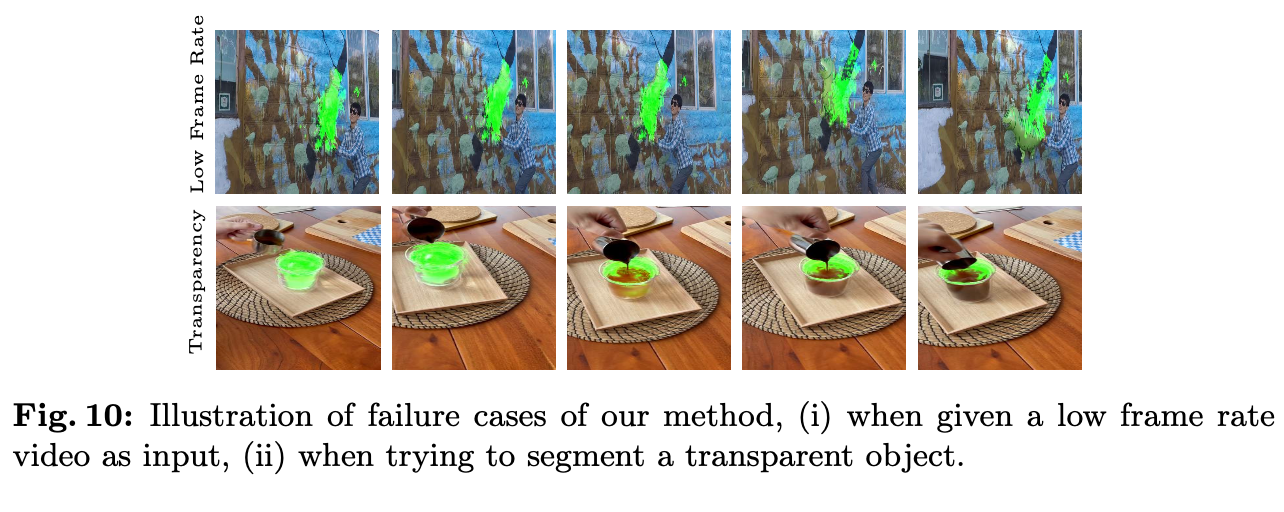 Low Frame Rate
Transparency
Fig. 10: Illustration of failure cases of our method, (i) when given a low frame rate
video as input, (ii) when trying to segment a transparent object.